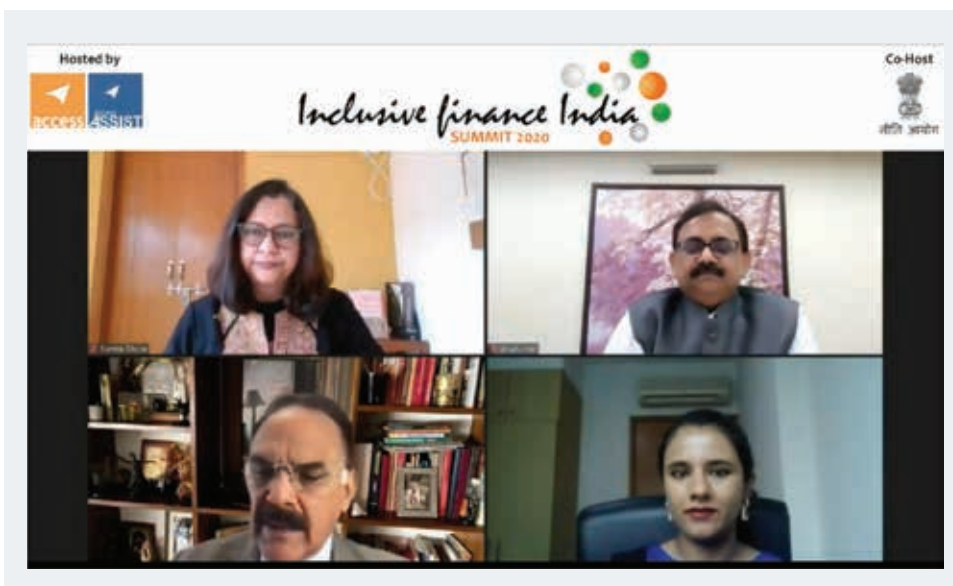 Hosted by
access
ASSIST
Inclusive finance India
SUMMIT 2020
Co-Host
नीति आयोग